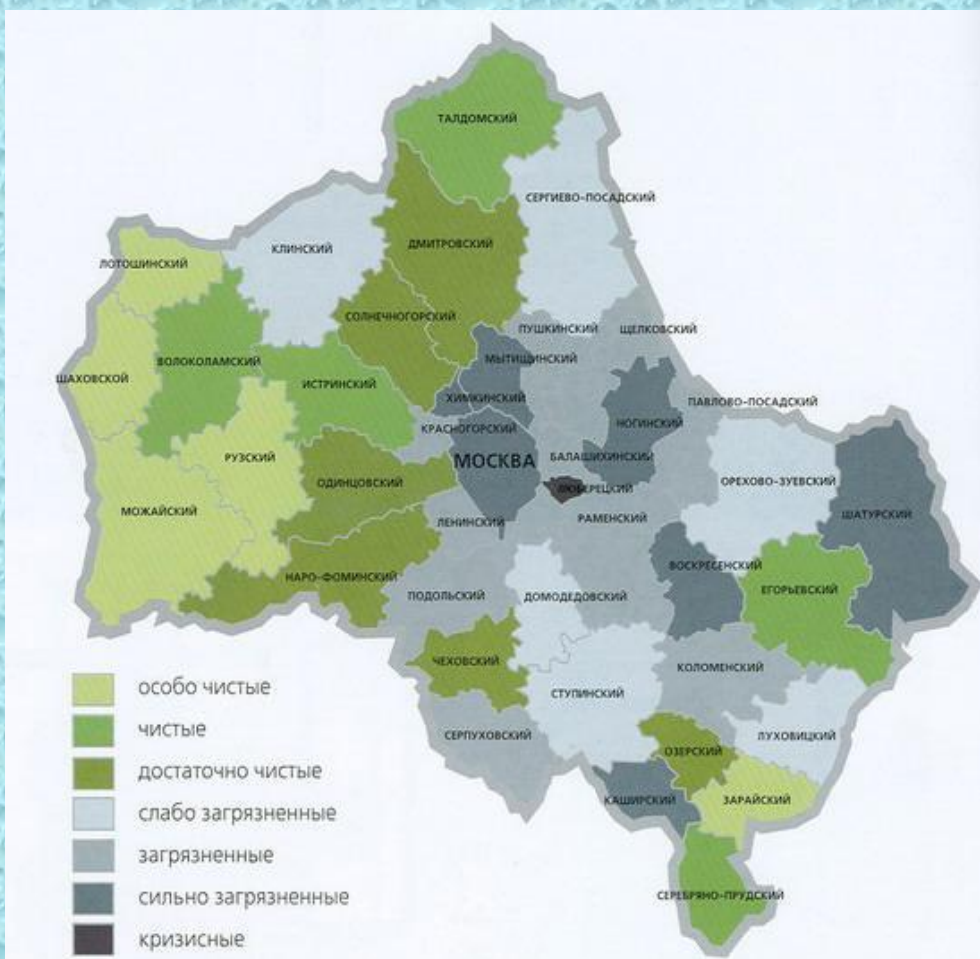 ТАЛДОМСКИЙ
СЕРГИЕВО-ПОСАДСКИЙ
ДМИТРОВСКИЙ
КЛИНСКИЙ
ЛОТОШИНСКИЙ
СОЛНЕЧНОГОРСКИЙ
ПУШКИНСКИЙ
ЩЕЛКОВСКИЙ
МЫТИЩИНСКИЙ
ВОЛОКОЛАМСКИЙ
ШАХОВСКОЙ
ИСТРИНСКИЙ
ХИМКИНСКИЙ
ПАВЛОВО-ПОСАДСКИЙ
НОГИНСКИЙ
КРАСНОГОРСКИЙ
РУЗСКИЙ
МОСКВА
БАЛАШИХИНСКИЙ
ОДИНЦОВСКИЙ
ЛЮБЕРЕЦКИЙ
ОРЕХОВО-ЗУЕВСКИЙ
МОЖАЙСКИЙ
ЛЕНИНСКИЙ
РАМЕНСКИЙ
ШАТУРСКИЙ
ВОСКРЕСЕНСКИЙ
НАРО-ФОМИНСКИЙ
ПОДОЛЬСКИЙ
ДОМОДЕДОВСКИЙ
ЕГОРЬЕВСКИЙ
ЧЕХОВСКИЙ
КОЛОМЕНСКИЙ
СТУПИНСКИЙ
СЕРПУХОВСКИЙ
ЛУХОВИЦКИЙ
ОЗЕРСКИЙ
КАШИРСКИЙ
ЗАРАЙСКИЙ
СЕРЕБРЯНО-ПРУДСКИЙ
особо чистые
чистые
достаточно чистые
слабо загрязненные
загрязненные
сильно загрязненные
кризисные